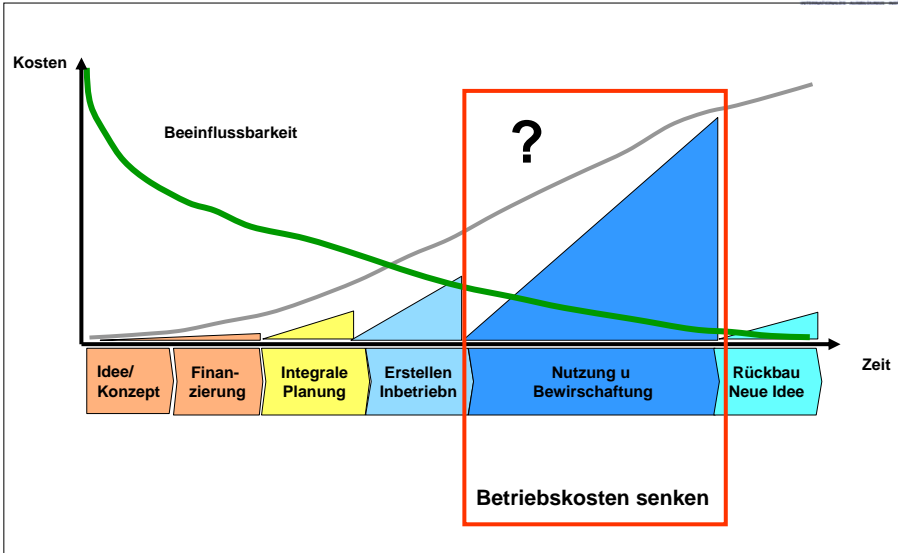 Kosten
Beeinflussbarkeit
?
Idee/
Konzept
Finan-
zierung
Integrale
Planung
Erstellen
Inbetriebn
Nutzung u
Bewirschaftung
Rückbau
Neue Idee
Zeit
Betriebskosten senken